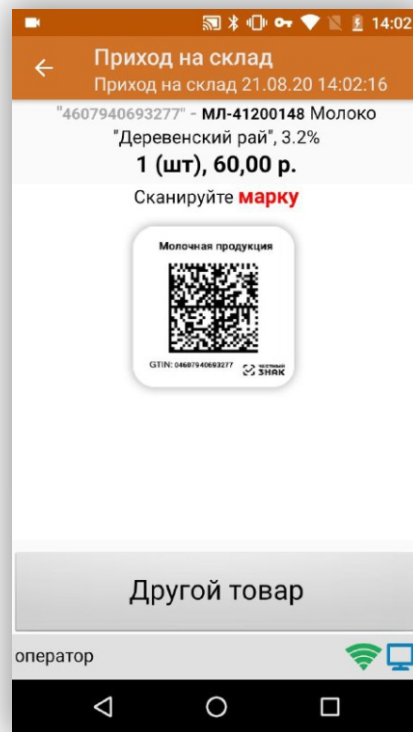 14:02
Приход на склад
Приход на склад 21.08.20 14:02:16
"4607940693277" - МЛ-41200148 Молоко
"Деревенский рай", 3.2%
1 (шт), 60,00 р.
Сканируйте марку
Молочная продукция
GTIN: 04607940693277 ЧЕСТНЫЙ ЗНАК
Другой товар
оператор